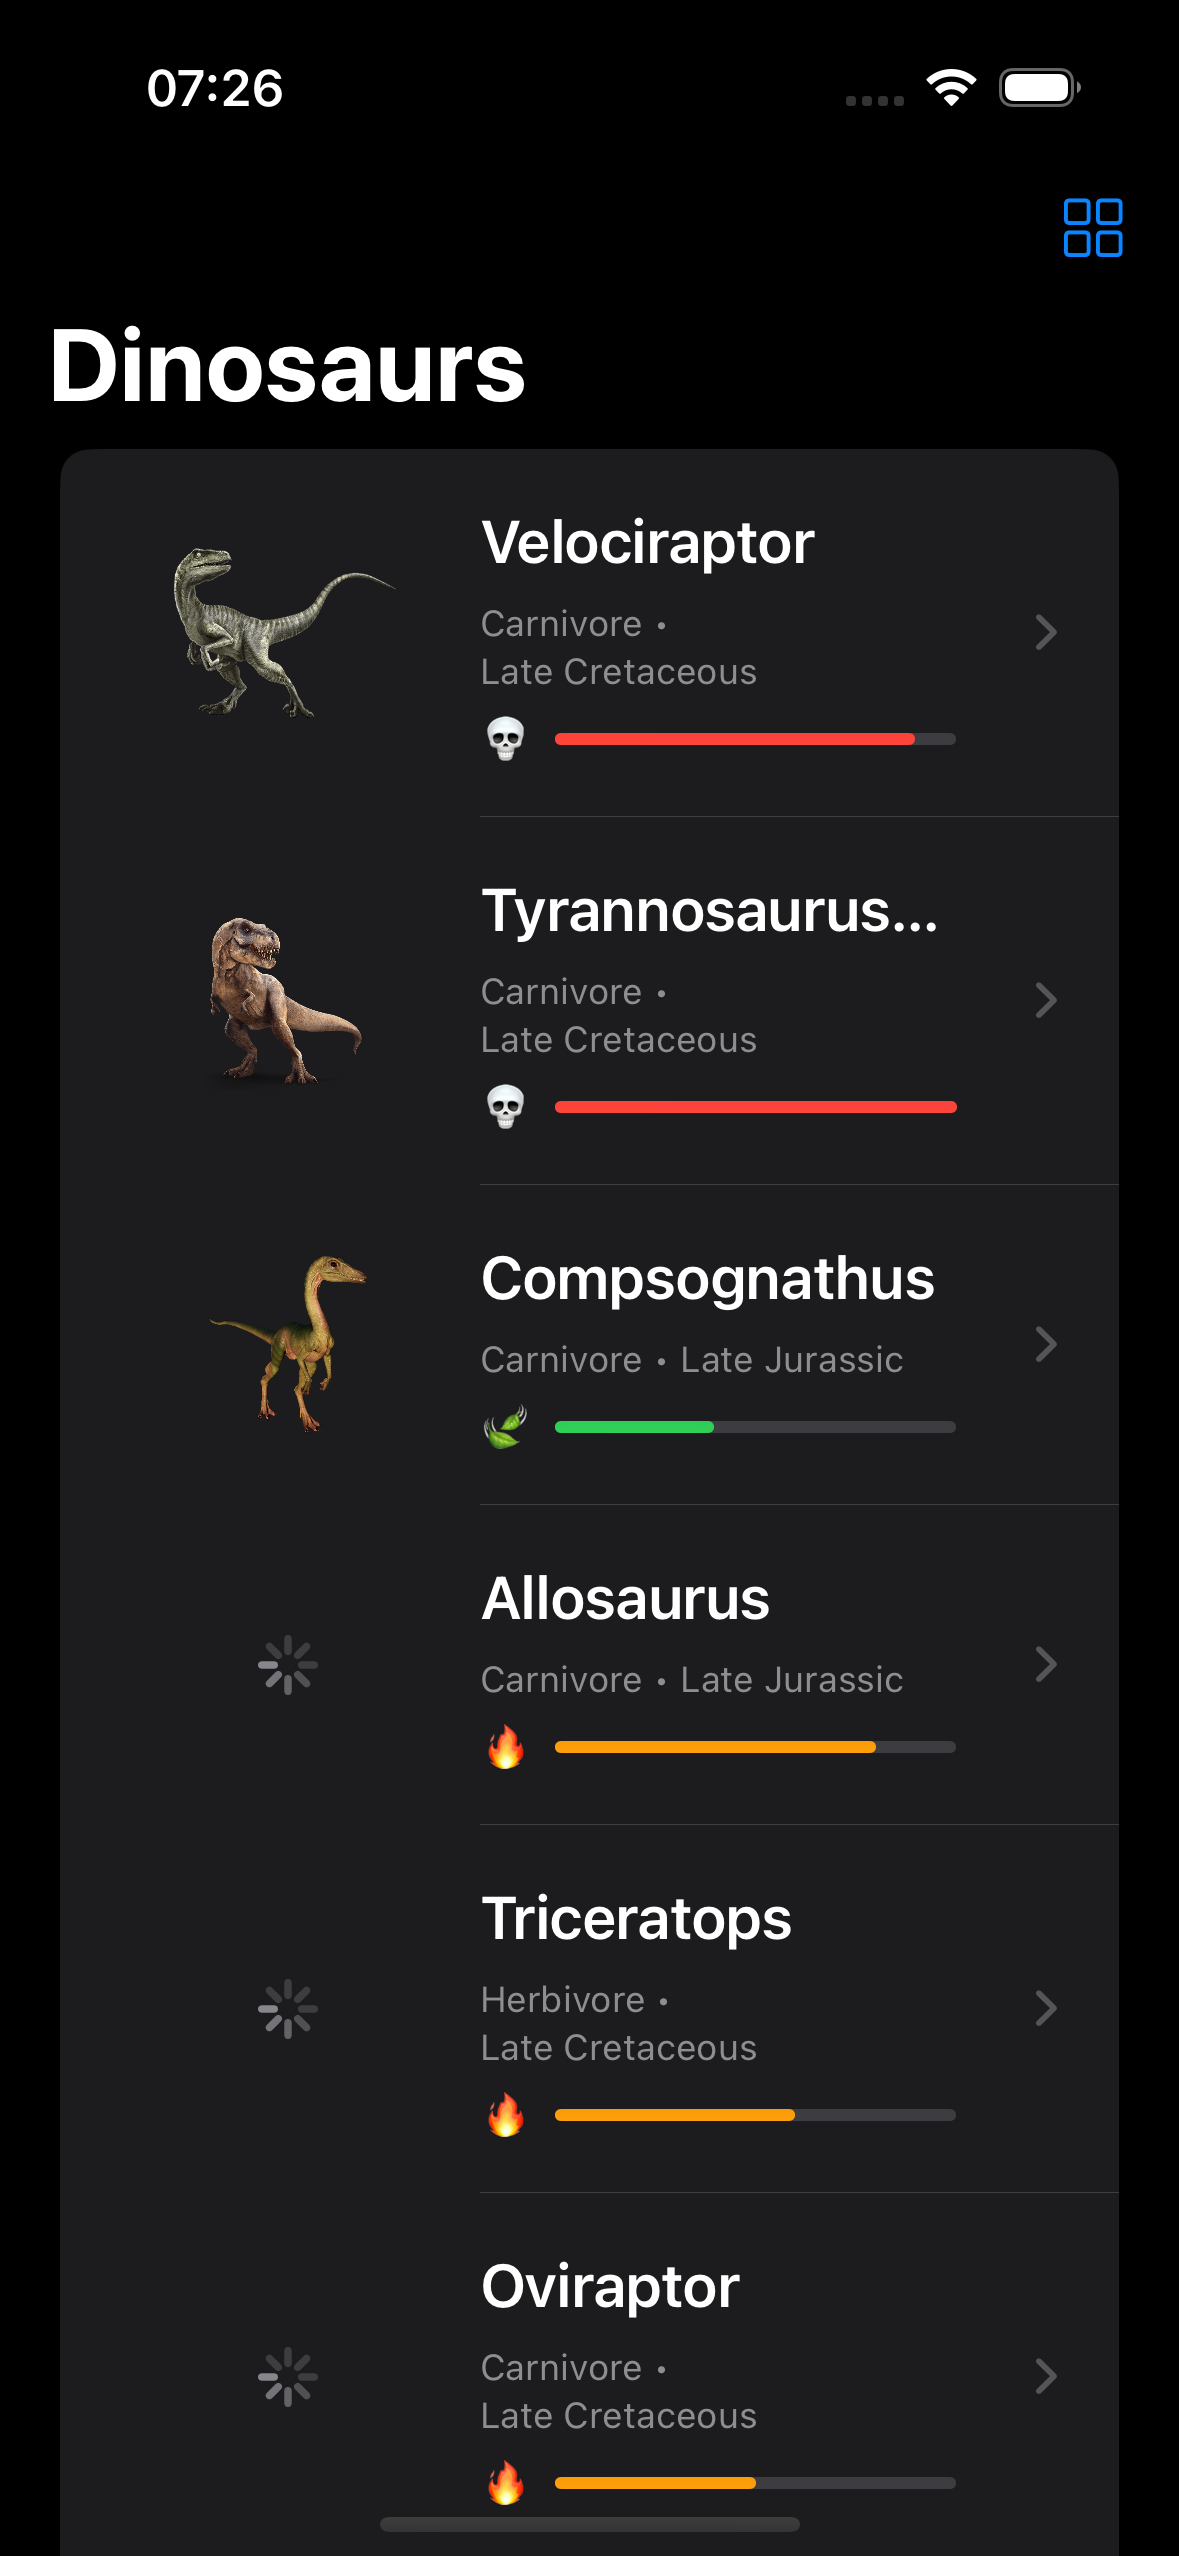 07:26
Dinosaurs
Velociraptor
Carnivore •
Late Cretaceous
Tyrannosaurus...
Carnivore •
Late Cretaceous
Compsognathus
Carnivore • Late Jurassic
Allosaurus
Carnivore • Late Jurassic
Triceratops
Herbivore •
Late Cretaceous
Oviraptor
Carnivore •
Late Cretaceous